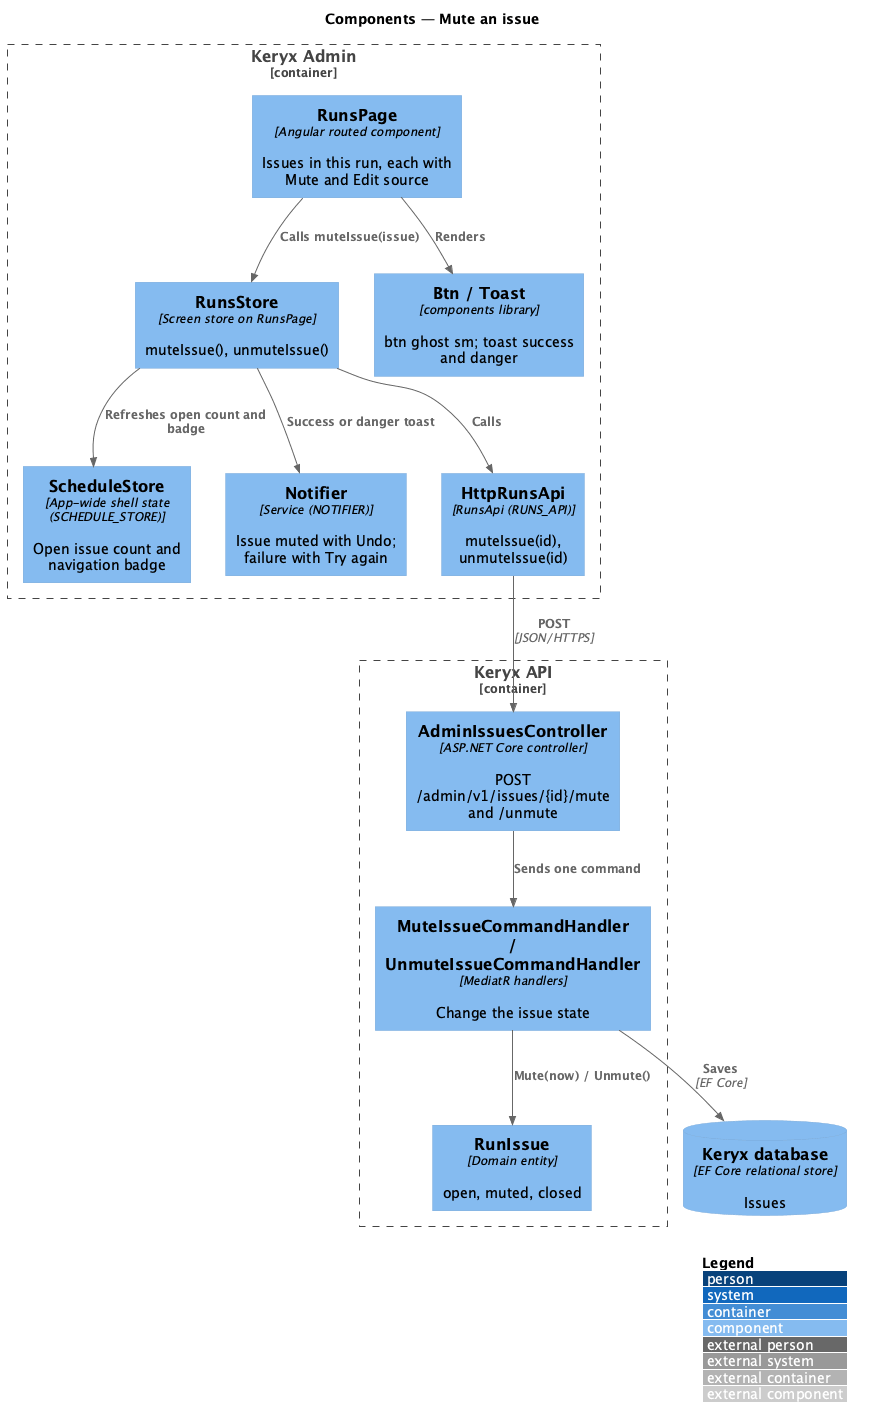 Components — Mute an issue
Keryx Admin
[container]
RunsPage
[Angular routed component]
Issues in this run, each with
Mute and Edit source
Calls muteIssue(issue)
Renders
RunsStore
[Screen store on RunsPage]
muteIssue(), unmuteIssue()
Btn / Toast
[components library]
btn ghost sm; toast success
and danger
Refreshes open count and
badge
Success or danger toast
Calls
ScheduleStore
[App-wide shell state
(SCHEDULE_STORE)]
Open issue count and
navigation badge
Notifier
[Service (NOTIFIER)]
Issue muted with Undo;
failure with Try again
HttpRunsApi
[RunsApi (RUNS_API)]
muteIssue(id),
unmuteIssue(id)
POST
[JSON/HTTPS]
Keryx API
[container]
AdminIssuesController
[ASP.NET Core controller]
POST
/admin/v1/issues/{id}/mute
and /unmute
Sends one command
MuteIssueCommandHandler
/
UnmuteIssueCommandHandler
[MediatR handlers]
Change the issue state
Mute(now) / Unmute()
Saves
[EF Core]
RunIssue
[Domain entity]
open, muted, closed
Keryx database
[EF Core relational store]
Issues
Legend
person
system
container
component
external person
external system
external container
external component